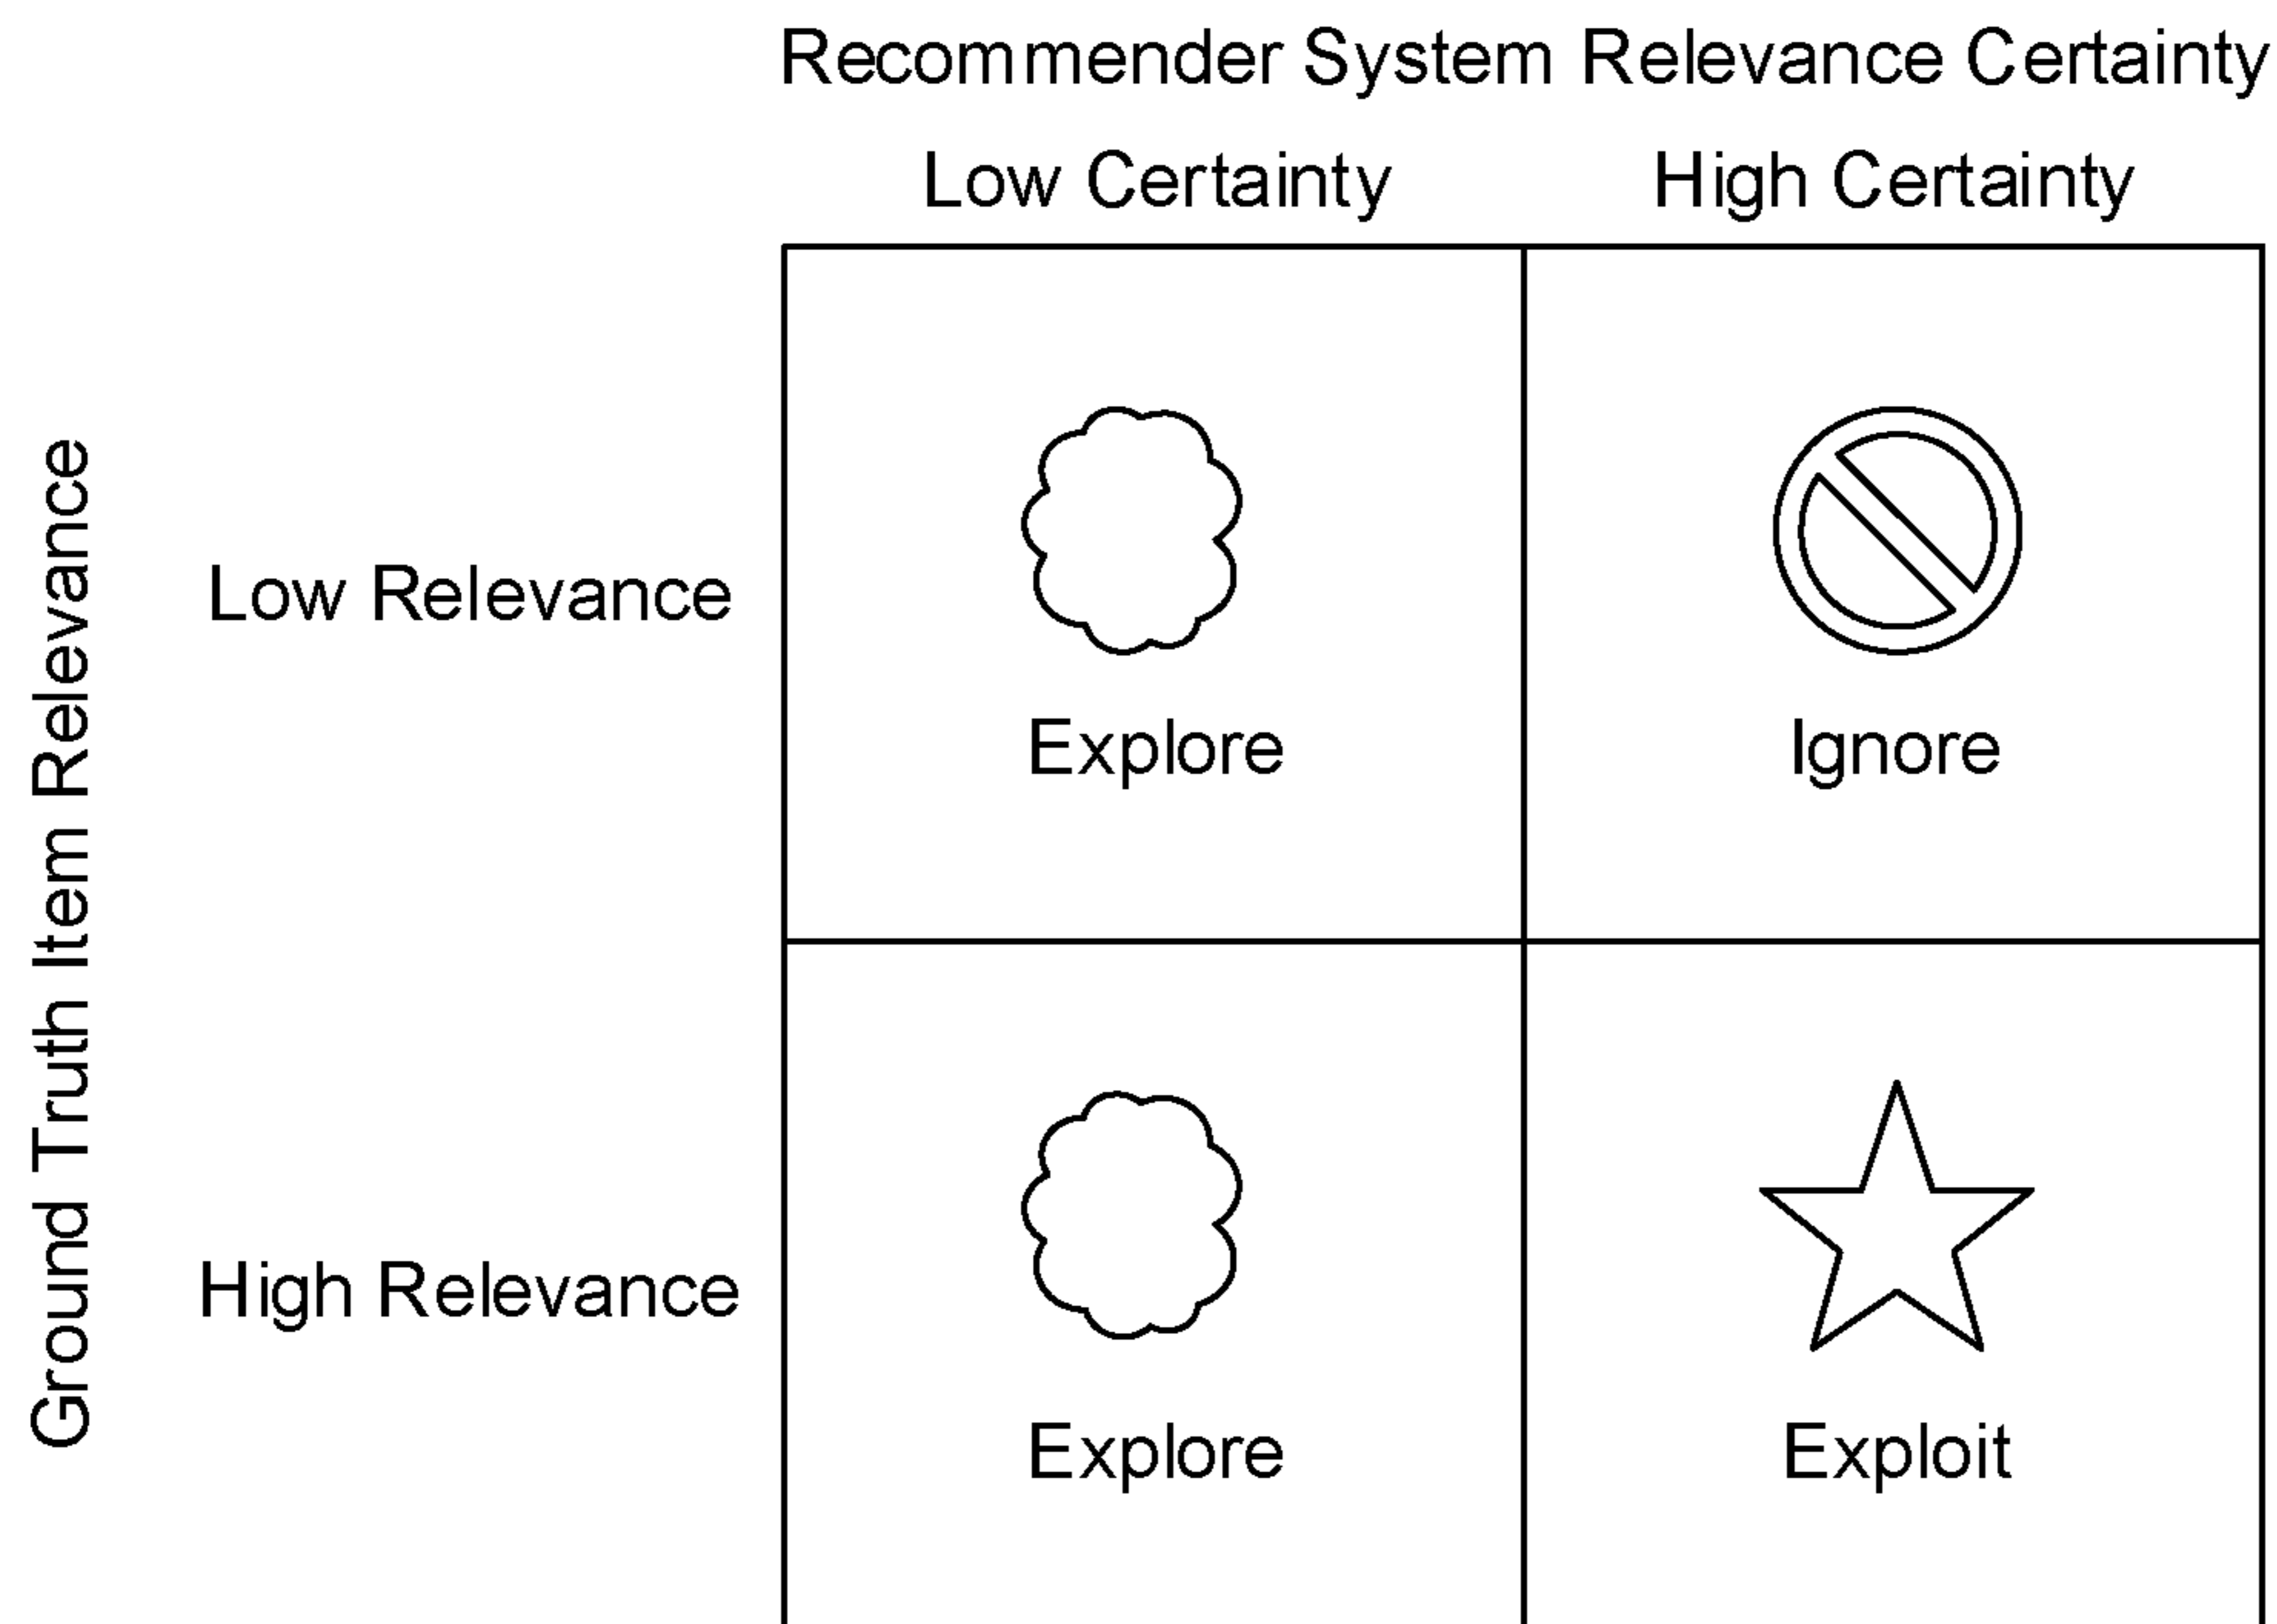 Recommender System Relevance Certainty
Low Certainty
High Certainty
Ground Truth Item Relevance
Low Relevance
Explore
Ignore
High Relevance
Explore
Exploit